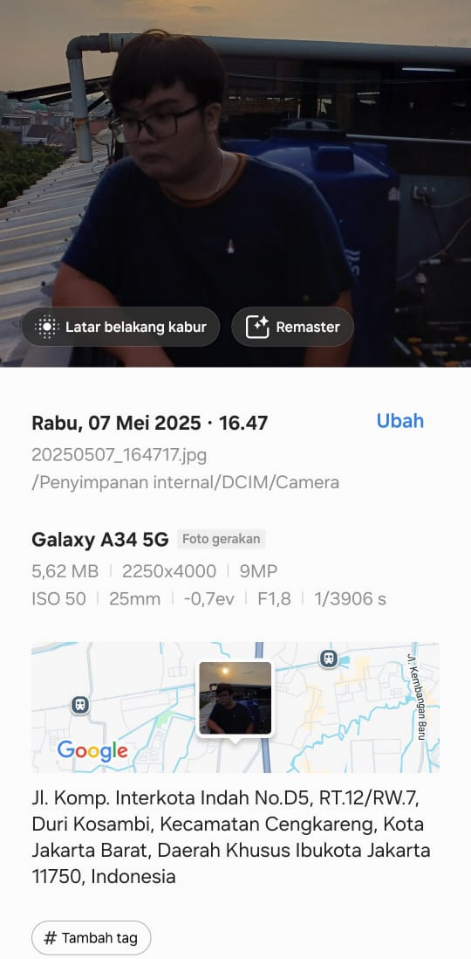 Latar belakang kabur
Remaster
Rabu, 07 Mei 2025 · 16.47
Ubah
20250507_164717.jpg
/Penyimpanan internal/DCIM/Camera
Galaxy A34 5G Foto gerakan
5,62 MB | 2250x4000 | 9MP
ISO 50 | 25mm | -0,7ev | F1,8 | 1/3906 s
Jl. Kembangan Baru
Google
Jl. Komp. Interkota Indah No.D5, RT.12/RW.7,
Duri Kosambi, Kecamatan Cengkareng, Kota
Jakarta Barat, Daerah Khusus Ibukota Jakarta
11750, Indonesia
# Tambah tag